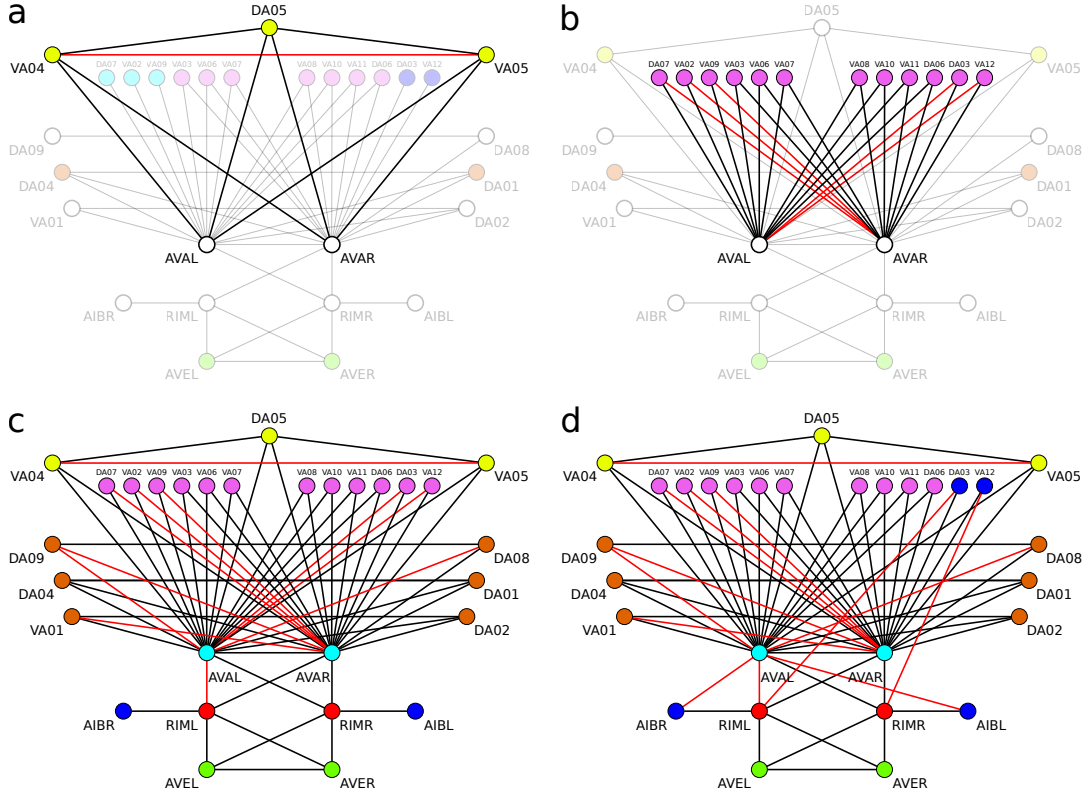 a
DA05
VA04
VA05
DA07 VA02 VA09 VA03 VA06 VA07 VA08 VA10 VA11 DA06 DA03 VA12
DA09
DA08
DA04
DA01
VA01
DA02
AVAL
AVAR
AIBR
RIML
RIMR
AIBL
AVEL
AVER
b
DA05
VA04
VA05
DA07 VA02 VA09 VA03 VA06 VA07 VA08 VA10 VA11 DA06 DA03 VA12
DA09
DA08
DA04
DA01
VA01
DA02
AVAL
AVAR
AIBR
RIML
RIMR
AIBL
AVEL
AVER
c
DA05
VA04
VA05
DA07 VA02 VA09 VA03 VA06 VA07 VA08 VA10 VA11 DA06 DA03 VA12
DA09
DA08
DA04
DA01
VA01
DA02
AVAL
AVAR
AIBR
RIML
RIMR
AIBL
AVEL
AVER
d
DA05
VA04
VA05
DA07 VA02 VA09 VA03 VA06 VA07 VA08 VA10 VA11 DA06 DA03 VA12
DA09
DA08
DA04
DA01
VA01
DA02
AVAL
AVAR
AIBR
RIML
RIMR
AIBL
AVEL
AVER